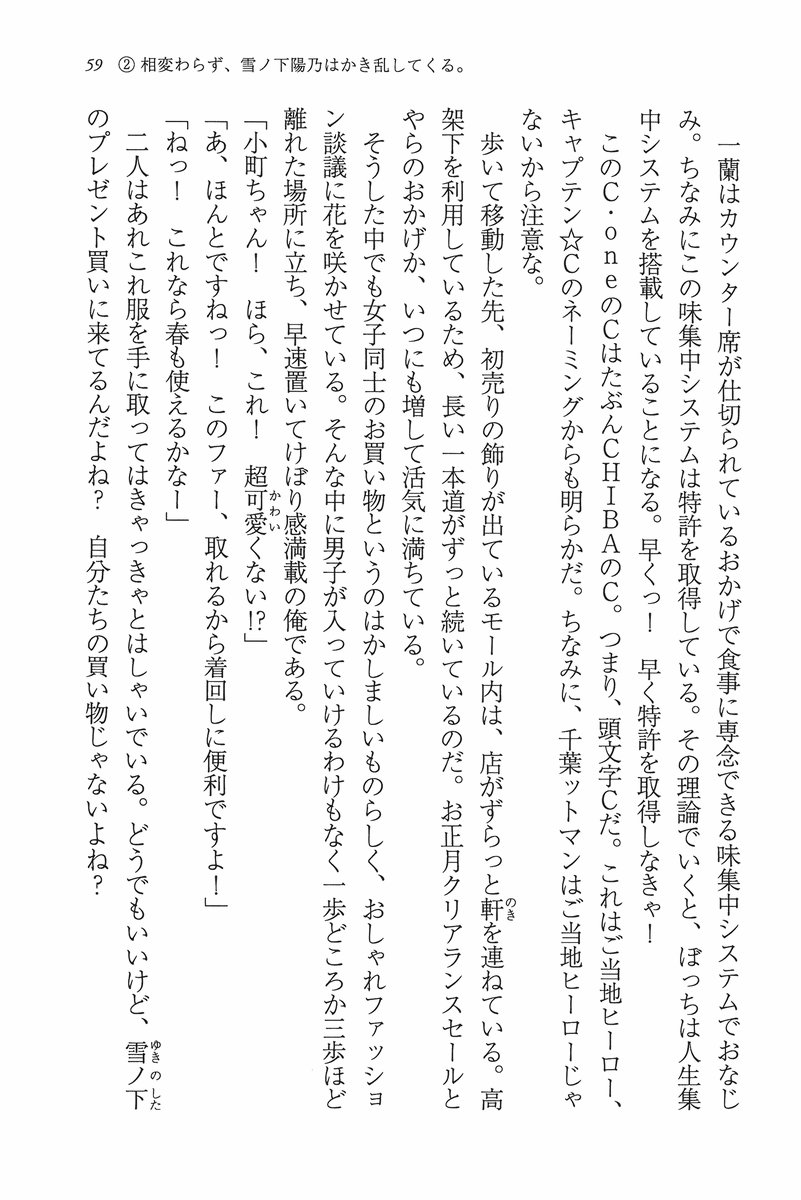 59 ② 相変わらず、雪ノ下陽乃はかき乱してくる。
一蘭はカウンター席が仕切られているおかげで食事に専念できる味集中システムでおなじ
み。ちなみにこの味集中システムは特許を取得している。その理論でいくと、ぼっちは人生集
中システムを搭載していることになる。早くっ！　早く特許を取得しなきゃ！
このC・oneのCはたぶんCHIBAのC。つまり、頭文字Cだ。これはご当地ヒーロー、
キャプテン☆Cのネーミングからも明らかだ。ちなみに、千葉ットマンはご当地ヒーローじゃ
ないから注意な。
歩いて移動した先、初売りの飾りが出ているモール内は、店がずらっと軒を連ねている。高
架下を利用しているため、長い一本道がずっと続いているのだ。お正月クリアランスセールと
やらのおかげか、いつにも増して活気に満ちている。
そうした中でも女子同士のお買い物というのはかしましいものらしく、おしゃれファッショ
ン談議に花を咲かせている。そんな中に男子が入っていけるわけもなく一歩どころか三歩ほど
離れた場所に立ち、早速置いてけぼり感満載の俺である。
「小町ちゃん！　ほら、これ！　超可愛くない!?」
「あ、ほんとですねっ！　このファー、取れるから着回しに便利ですよ！」
「ねっ！　これなら春も使えるかなー」
二人はあれこれ服を手に取ってはきゃっきゃとはしゃいでいる。どうでもいいけど、雪ノ下
のプレゼント買いに来てるんだよね？　自分たちの買い物じゃないよね？
のき
かわい
ゆきのした